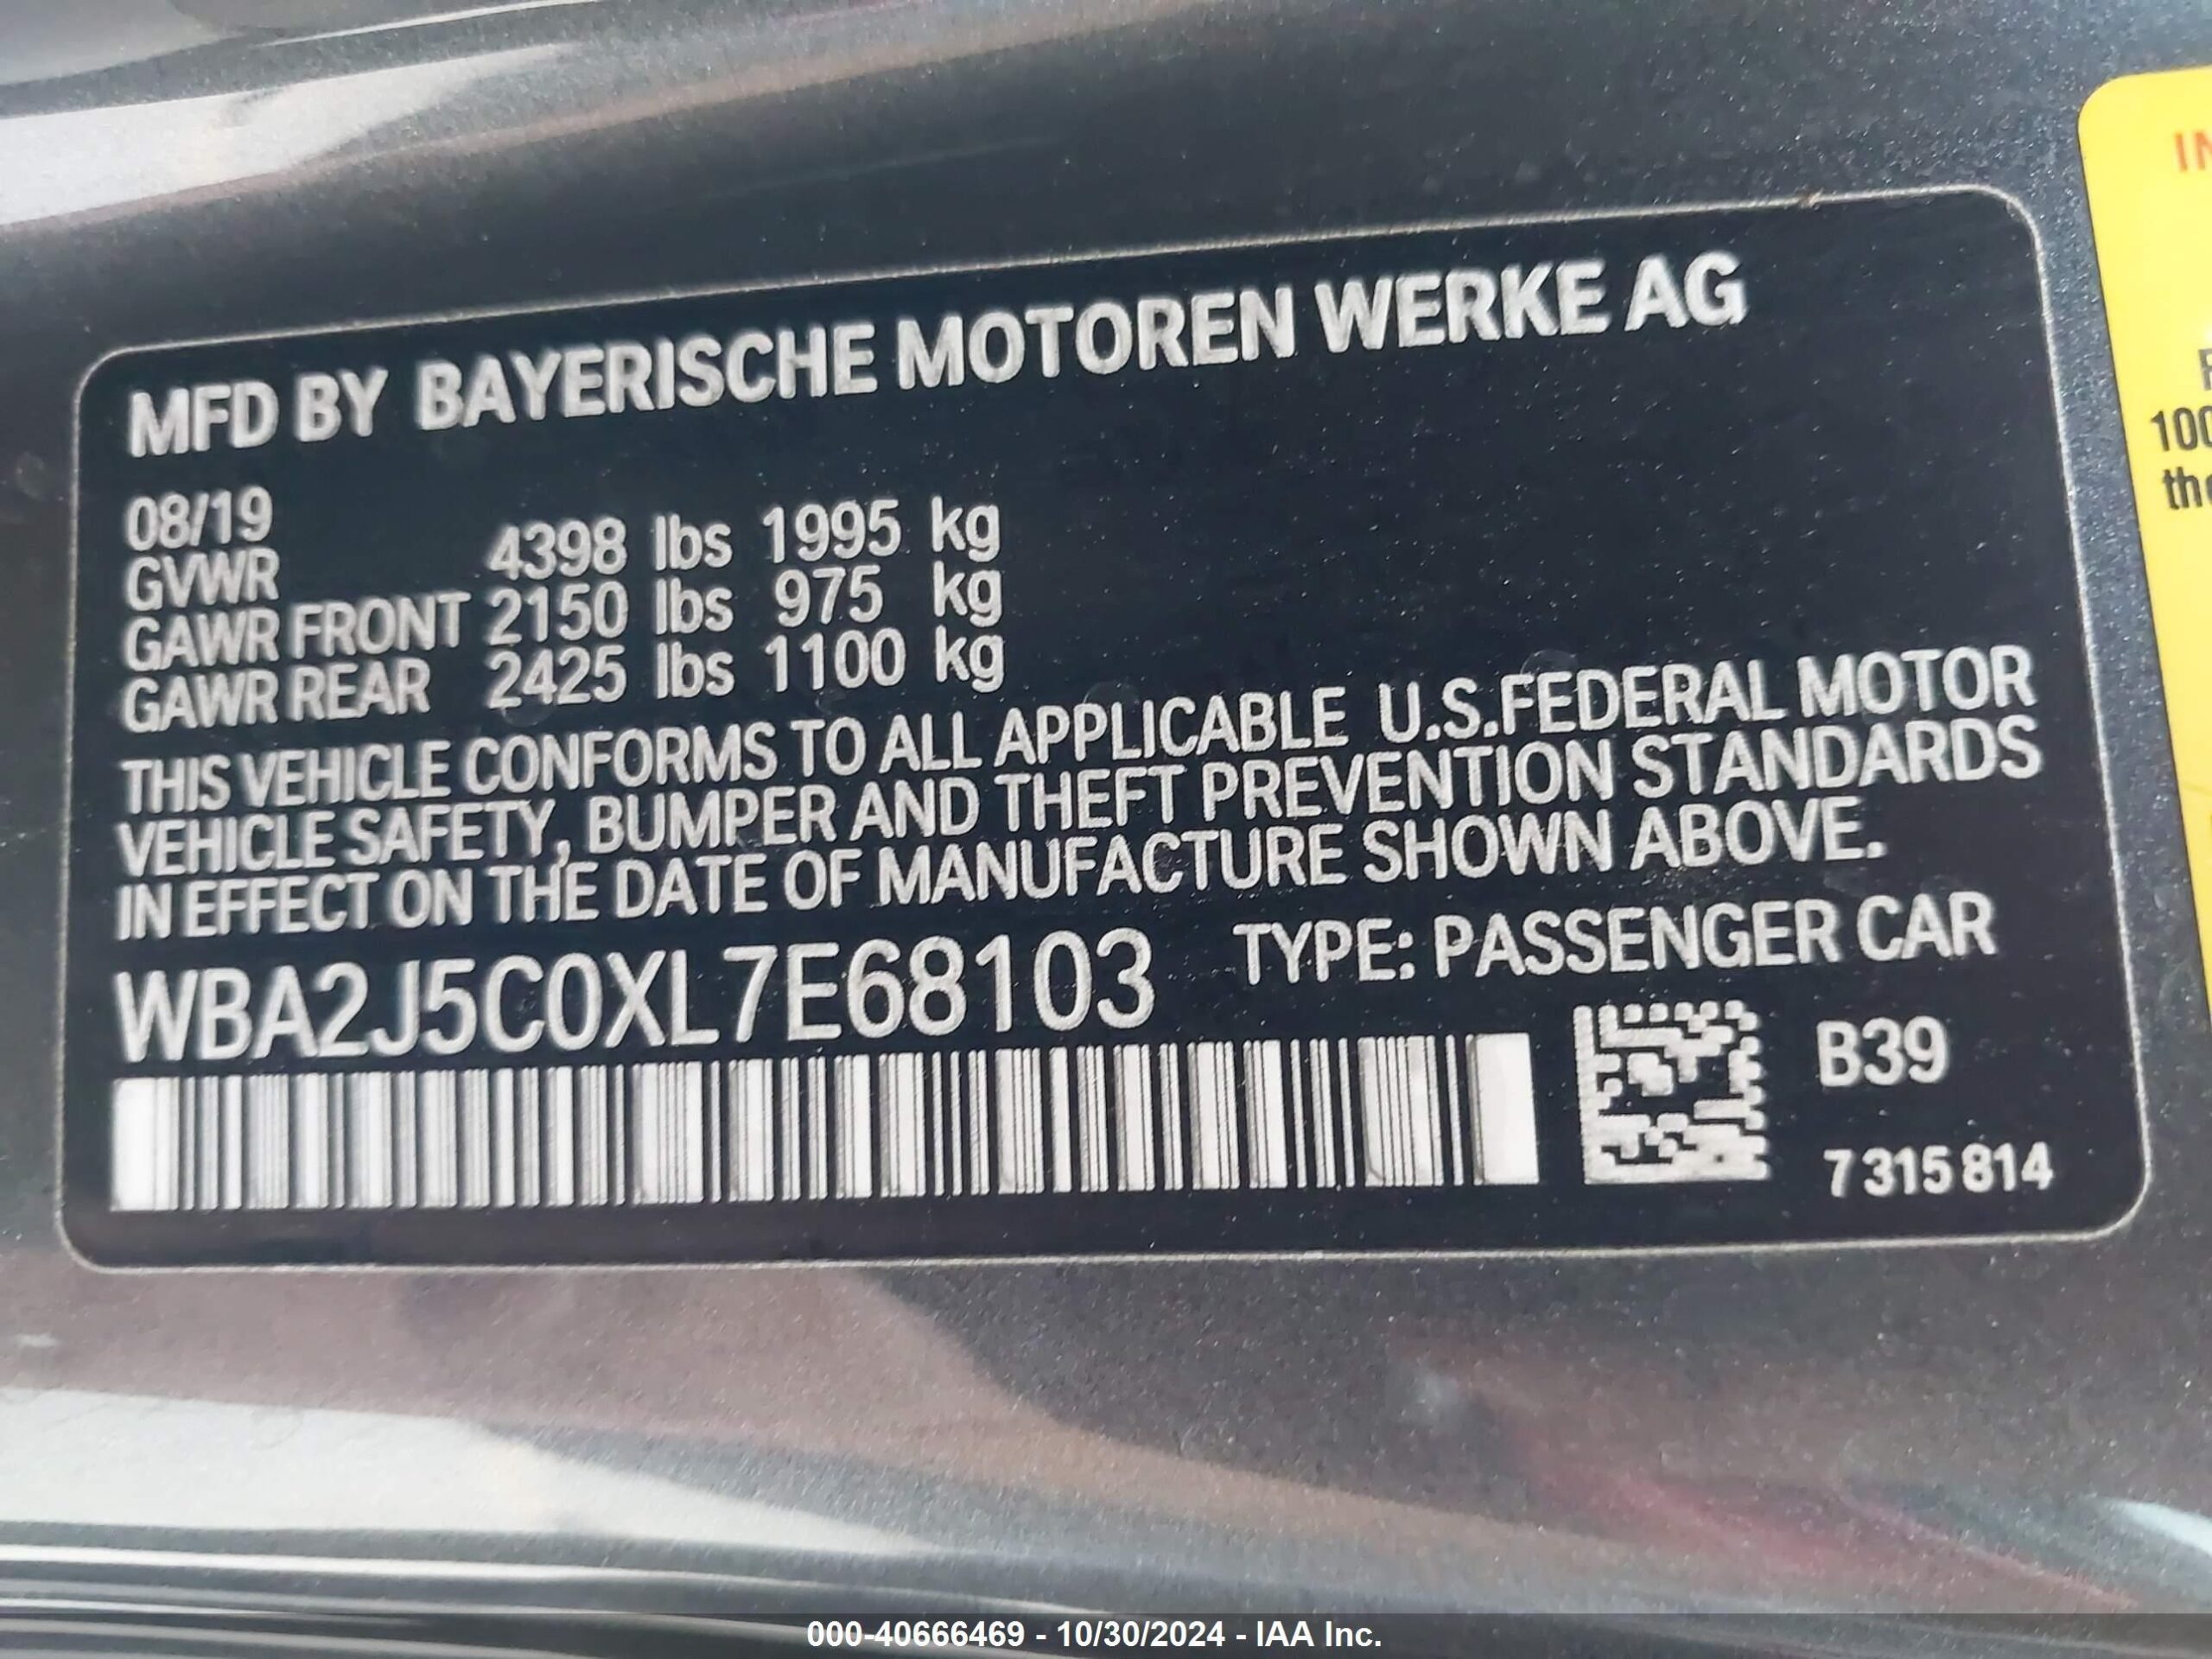 MFD BY BAYERISCHE MOTOREN WERKE AG
08/19
GVWR 4398 lbs 1995 kg
GAWR FRONT 2150 lbs 975 kg
GAWR REAR 2425 lbs 1100 kg
THIS VEHICLE CONFORMS TO ALL APPLICABLE U.S.FEDERAL MOTOR
VEHICLE SAFETY, BUMPER AND THEFT PREVENTION STANDARDS
IN EFFECT ON THE DATE OF MANUFACTURE SHOWN ABOVE.
WBA2J5C0XL7E68103 TYPE: PASSENGER CAR
B39
7 315 814
100
000-40666469 - 10/30/2024 - IAA Inc.